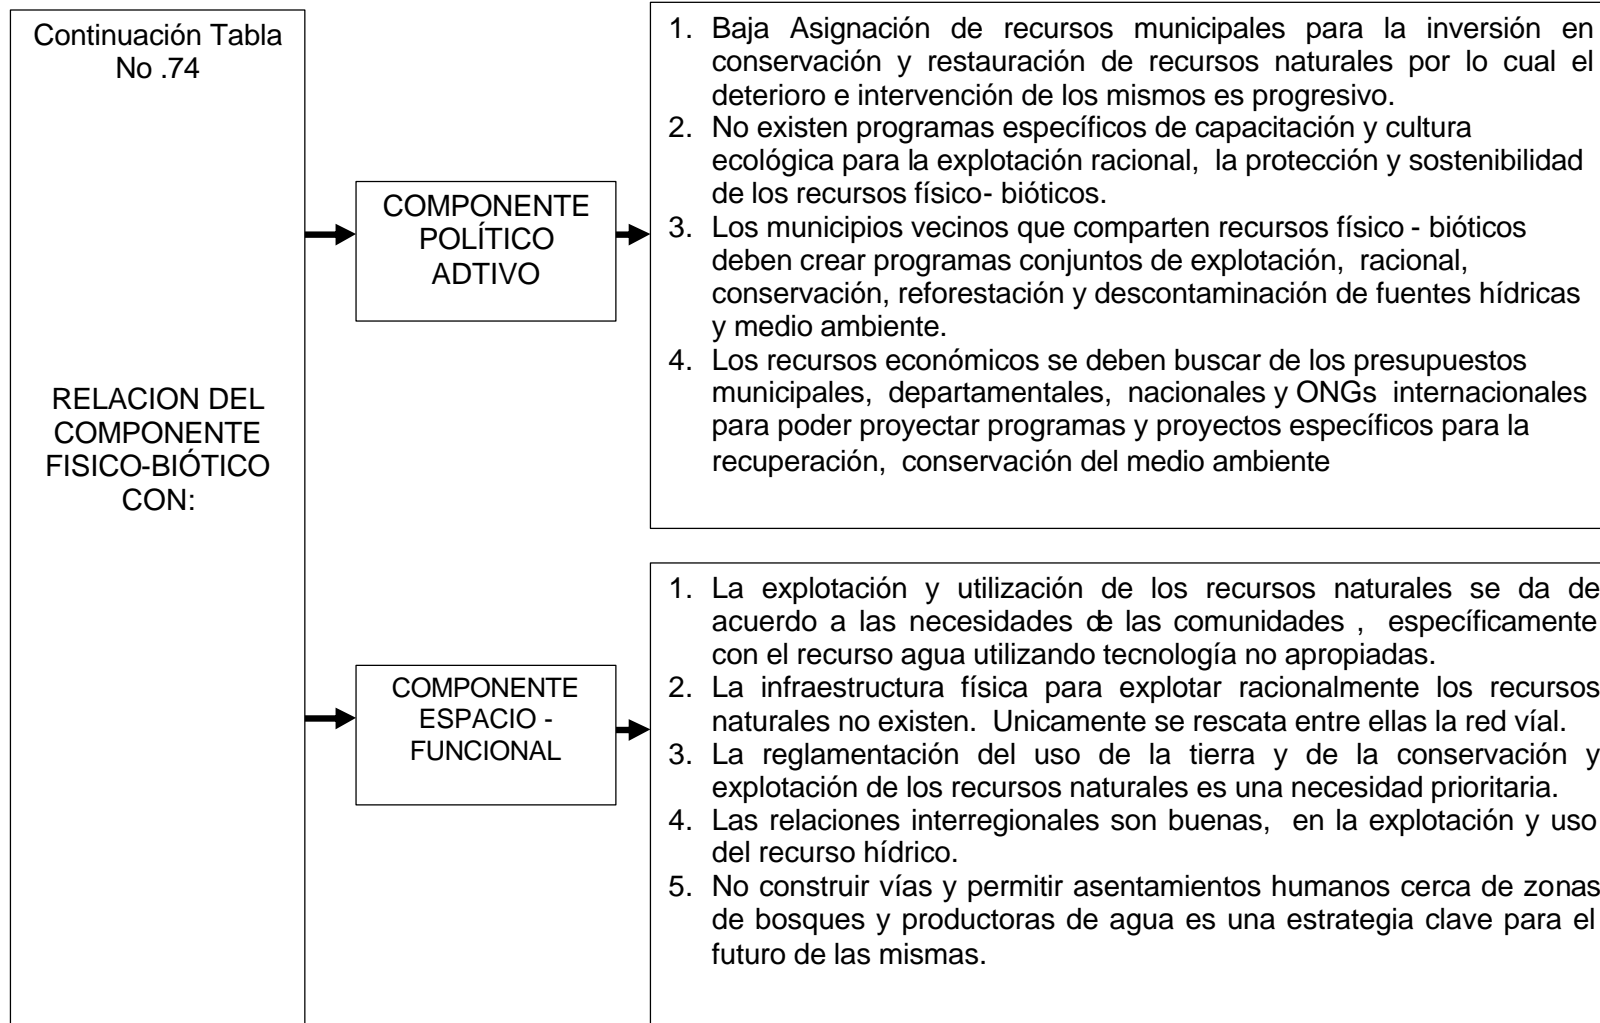 Continuación Tabla
No .74
RELACION DEL
COMPONENTE
FISICO-BIÓTICO
CON:
COMPONENTE
POLÍTICO
ADTIVO
1. Baja Asignación de recursos municipales para la inversión en
conservación y restauración de recursos naturales por lo cual el
deterioro e intervención de los mismos es progresivo.
2. No existen programas específicos de capacitación y cultura
ecológica para la explotación racional, la protección y sostenibilidad
de los recursos físico- bióticos.
3. Los municipios vecinos que comparten recursos físico - bióticos
deben crear programas conjuntos de explotación, racional,
conservación, reforestación y descontaminación de fuentes hídricas
y medio ambiente.
4. Los recursos económicos se deben buscar de los presupuestos
municipales, departamentales, nacionales y ONGs internacionales
para poder proyectar programas y proyectos específicos para la
recuperación, conservación del medio ambiente
COMPONENTE
ESPACIO -
FUNCIONAL
1. La explotación y utilización de los recursos naturales se da de
acuerdo a las necesidades de las comunidades , específicamente
con el recurso agua utilizando tecnología no apropiadas.
2. La infraestructura física para explotar racionalmente los recursos
naturales no existen. Unicamente se rescata entre ellas la red víal.
3. La reglamentación del uso de la tierra y de la conservación y
explotación de los recursos naturales es una necesidad prioritaria.
4. Las relaciones interregionales son buenas, en la explotación y uso
del recurso hídrico.
5. No construir vías y permitir asentamientos humanos cerca de zonas
de bosques y productoras de agua es una estrategia clave para el
futuro de las mismas.